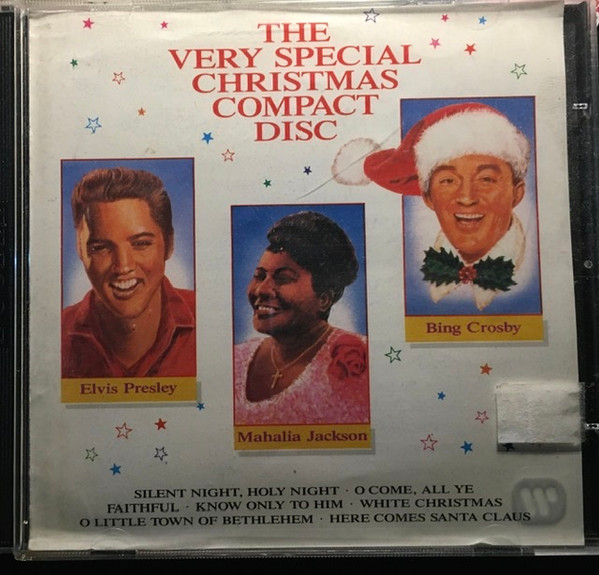 THE
VERY SPECIAL
CHRISTMAS
COMPACT
DISC
Elvis Presley
Mahalia Jackson
Bing Crosby
SILENT NIGHT, HOLY NIGHT · O COME, ALL YE
FAITHFUL · KNOW ONLY TO HIM · WHITE CHRISTMAS
O LITTLE TOWN OF BETHLEHEM · HERE COMES SANTA CLAUS